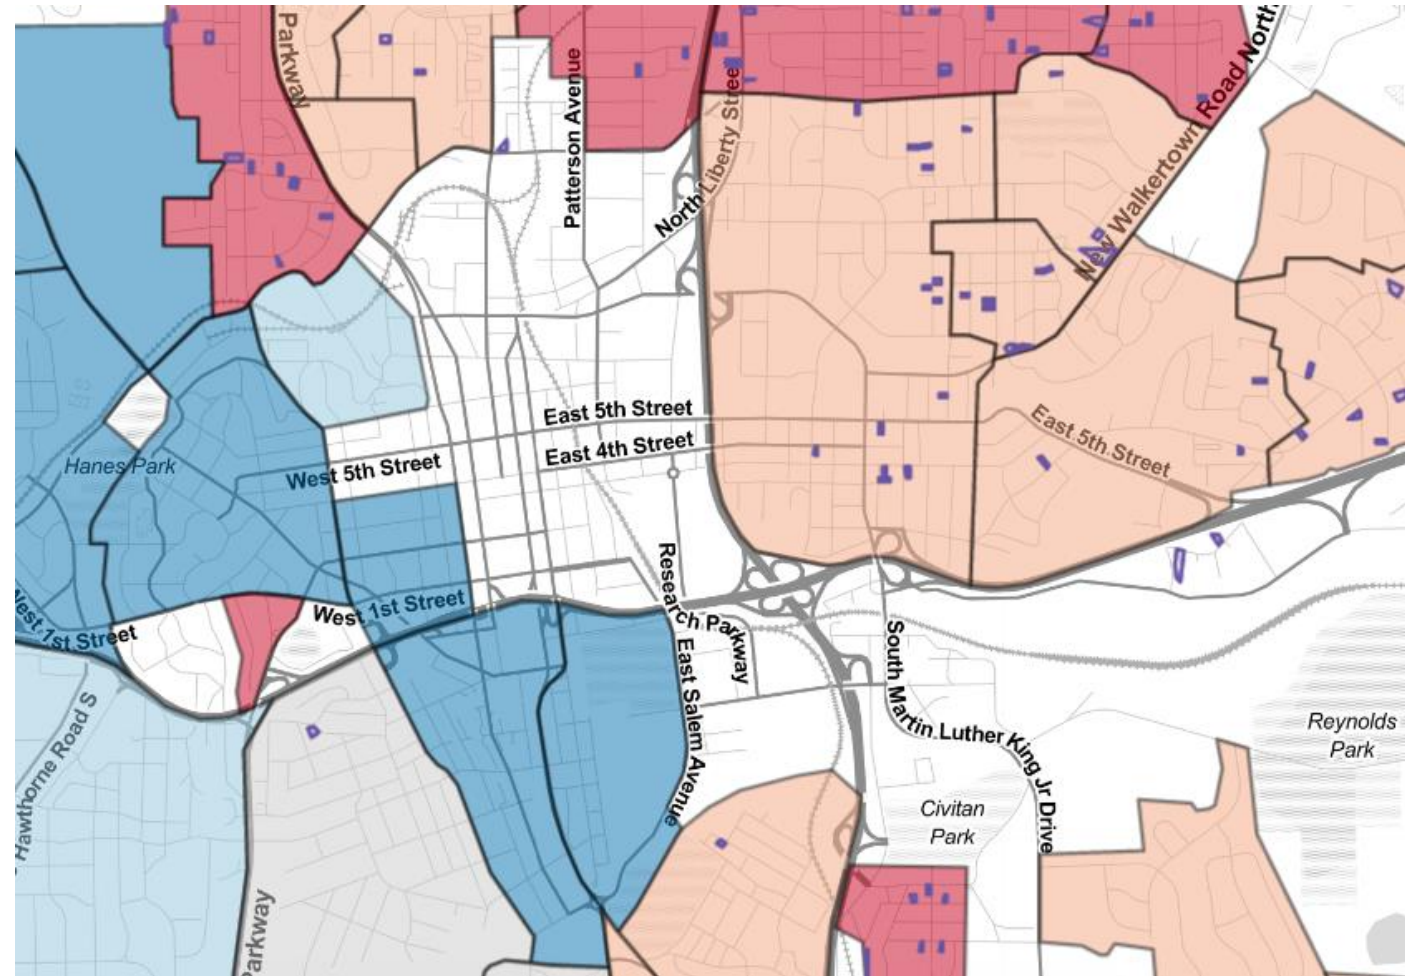 Parkway
Patterson Avenue
North Liberty Stree
New Walkertown Road North
East 5th Street
East 4th Street
West 5th Street
East 5th Street
Hanes Park
West 1st Street
West 1st Street
Research Parkway
East Salem Avenue
South Martin Luther King Jr Drive
Hawthorne Road S
Parkway
Civitan
Park
Reynolds
Park